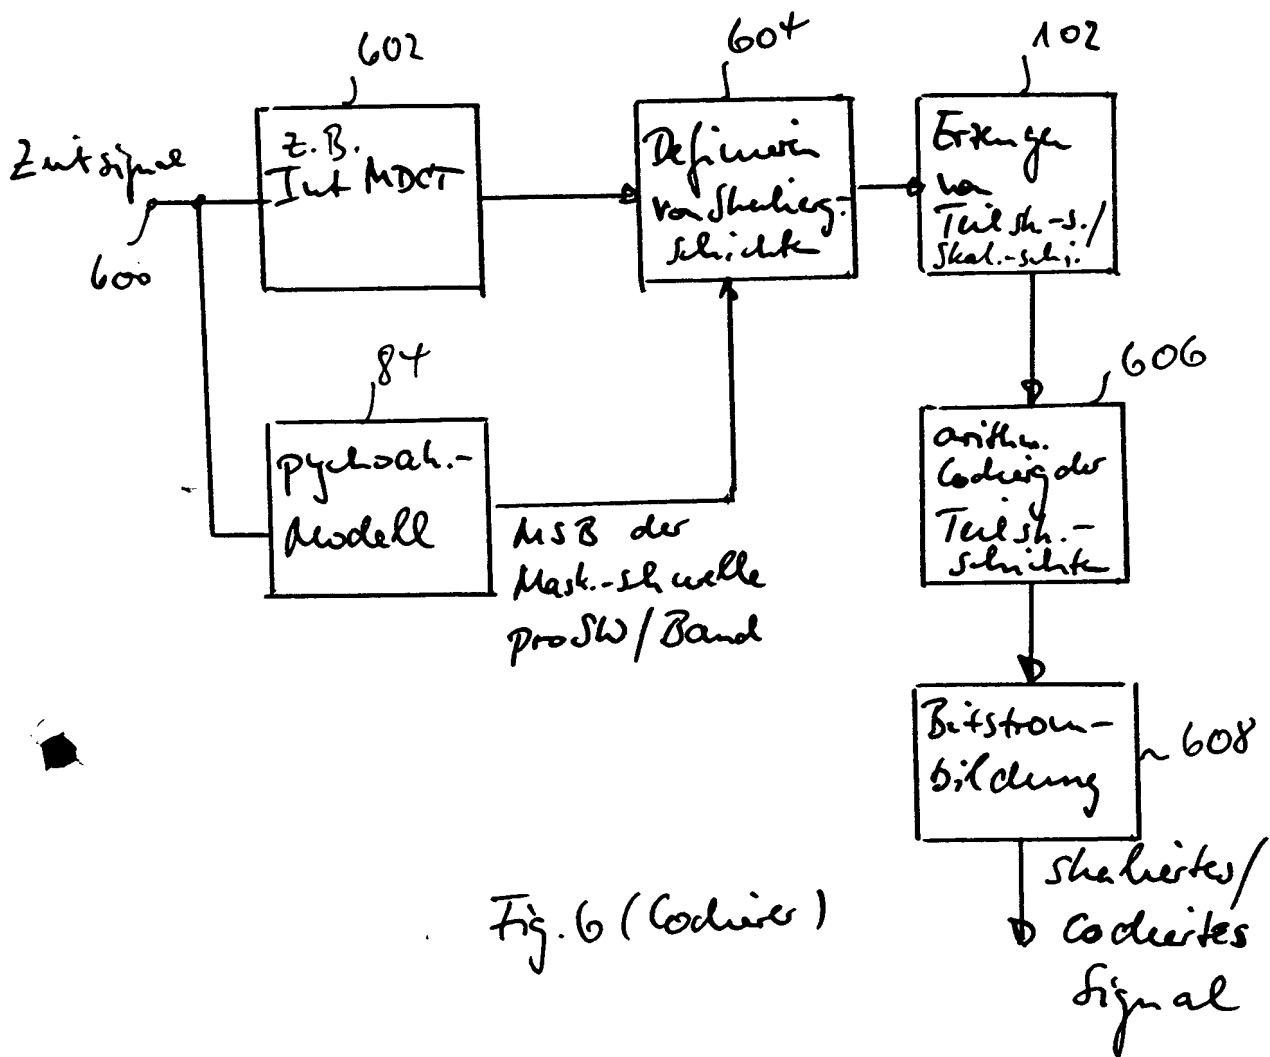 602
604
102
Zeitsignal
600
z.B.
Int MDCT
Definieren
von Skalierg.-
schichten
Erzeugen
von
Teilsk.-s./
Skal.-schi.
84
606
psychoak.-
Modell
MSB der
Mask.-schwelle
pro SW/Band
arithm.
Codierg der
Teilsk.-
schichten
Bitstrom-
bildung
608
skaliertes/
codiertes
Signal
Fig. 6 (Codierer)